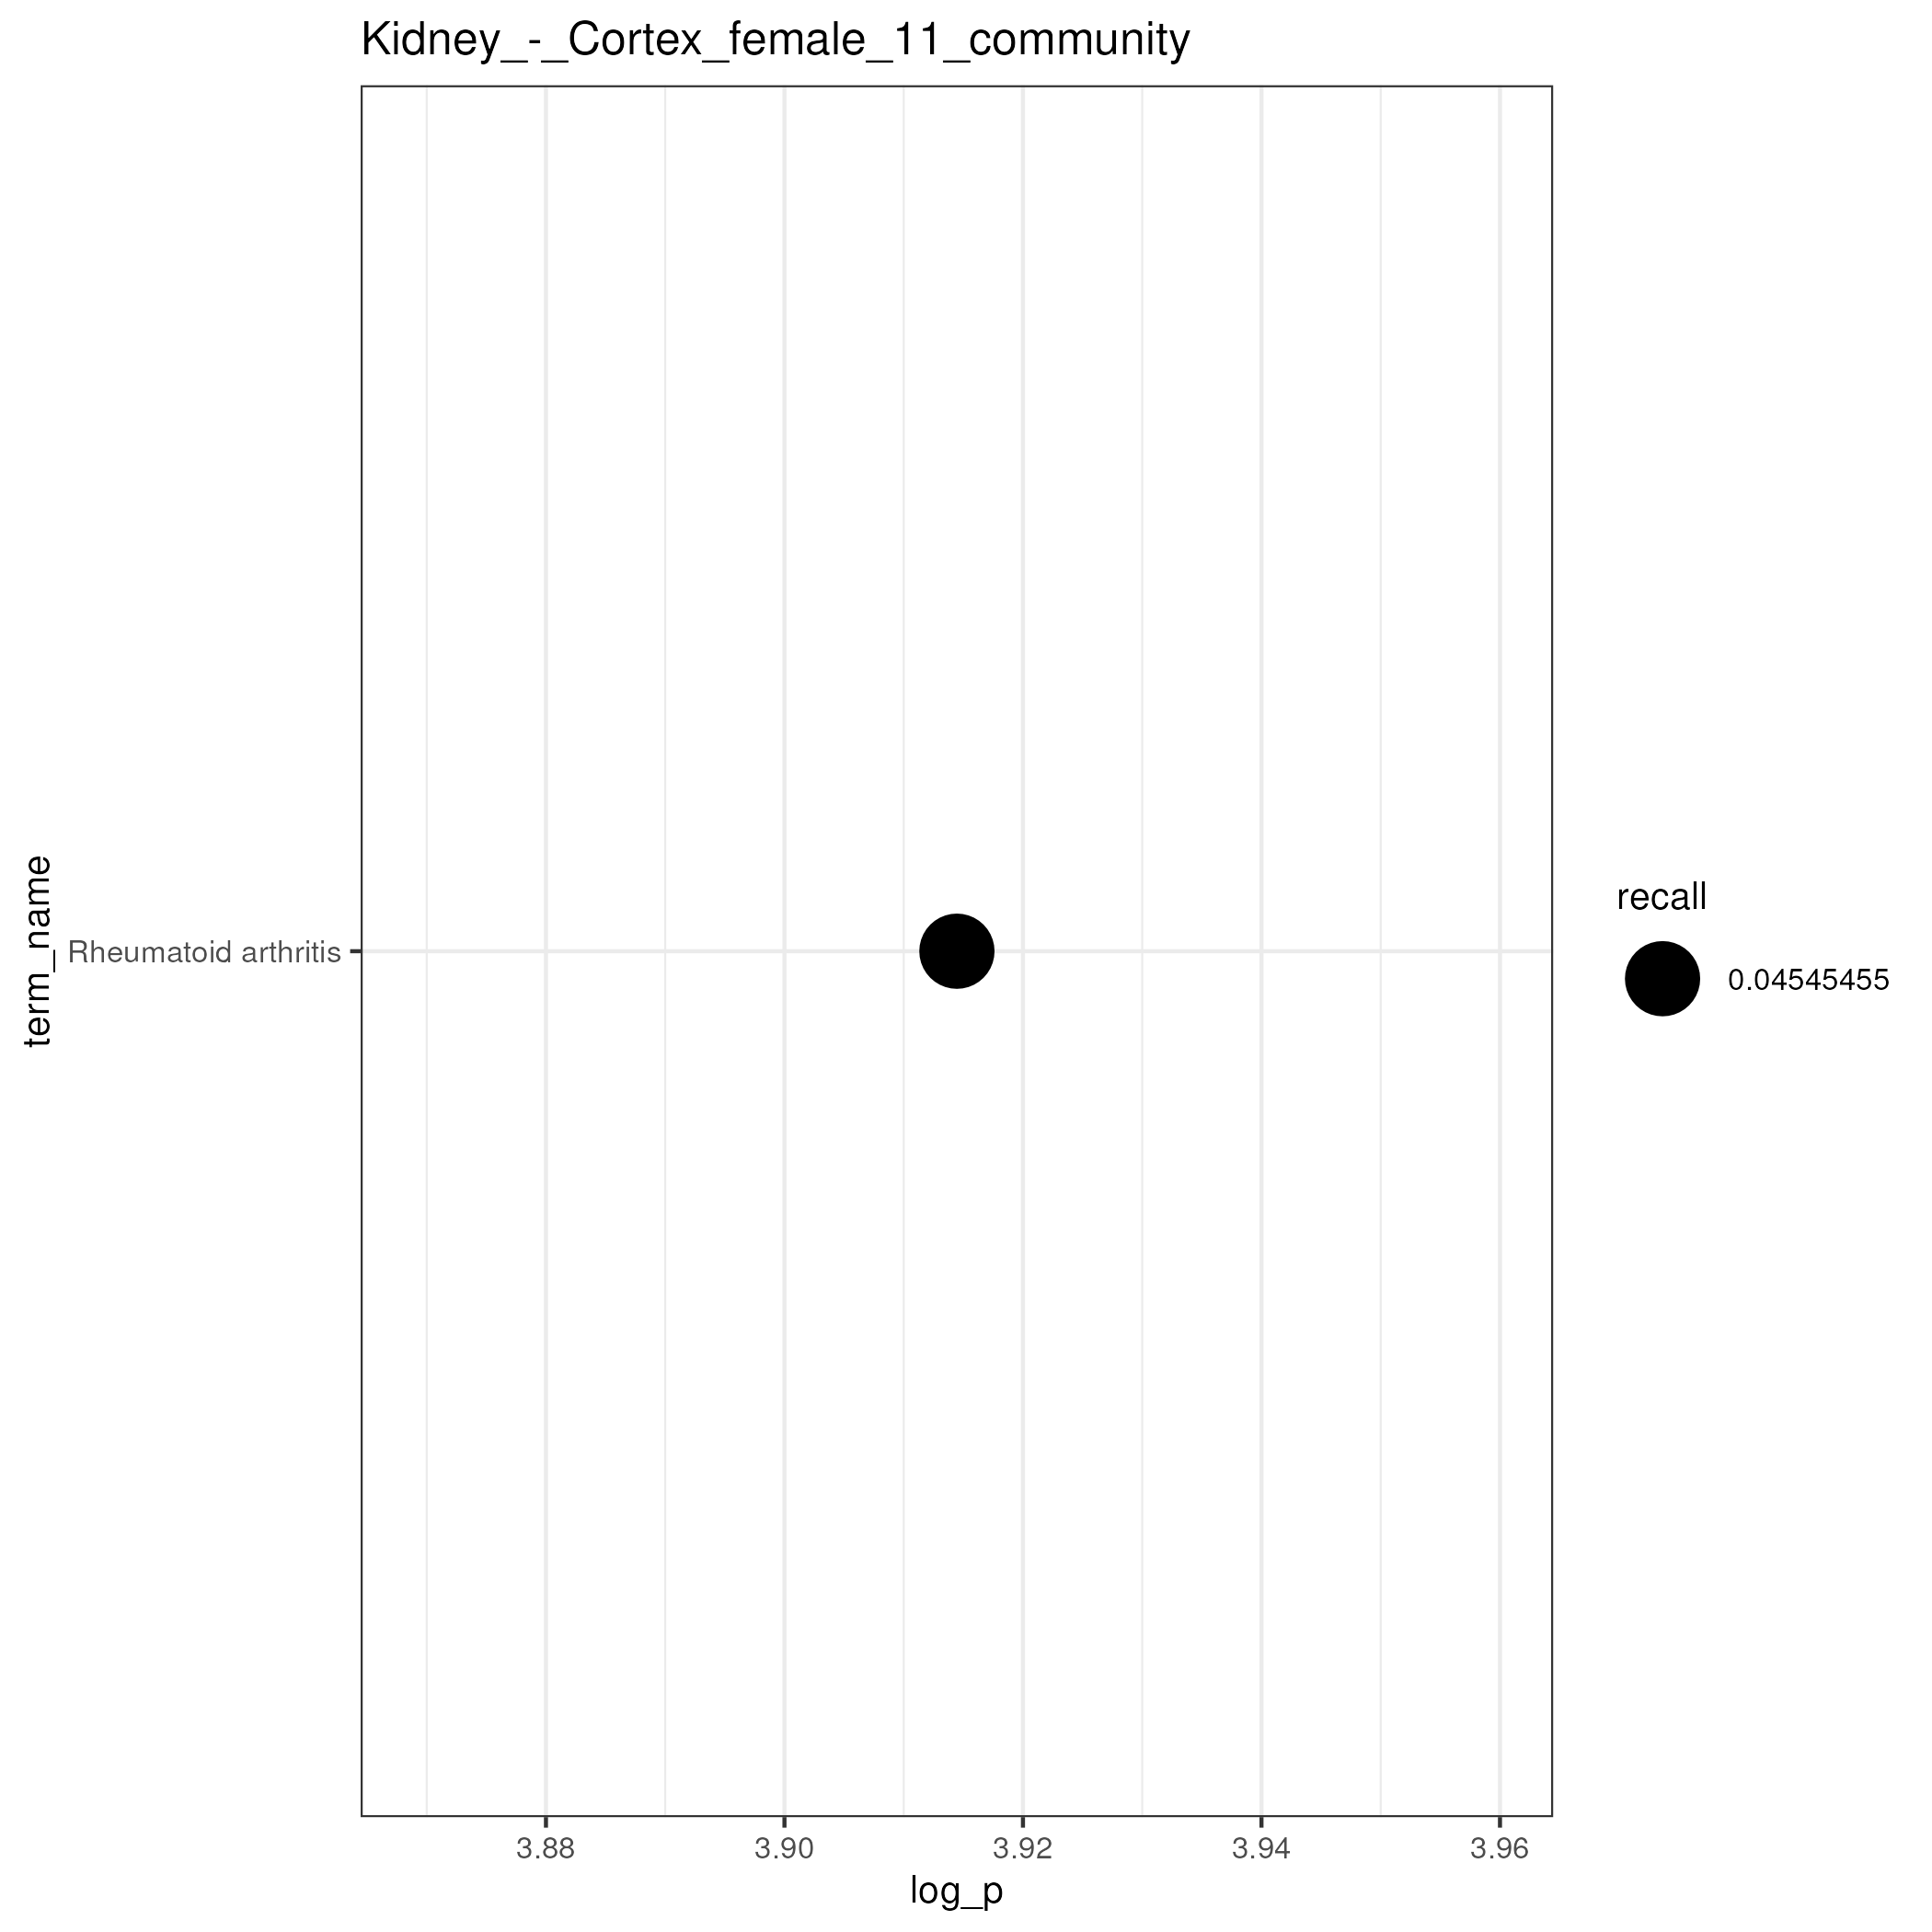 Kidney_-_Cortex_female_11_community
term_name
Rheumatoid arthritis
recall
0.04545455
3.88
3.90
3.92
3.94
3.96
log_p